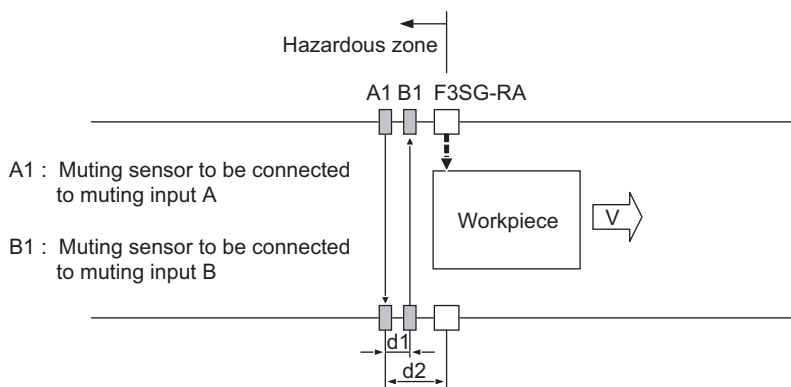 Hazardous zone
A1 B1 F3SG-RA
A1 : Muting sensor to be connected
to muting input A
B1 : Muting sensor to be connected
to muting input B
Workpiece
V
d1
d2